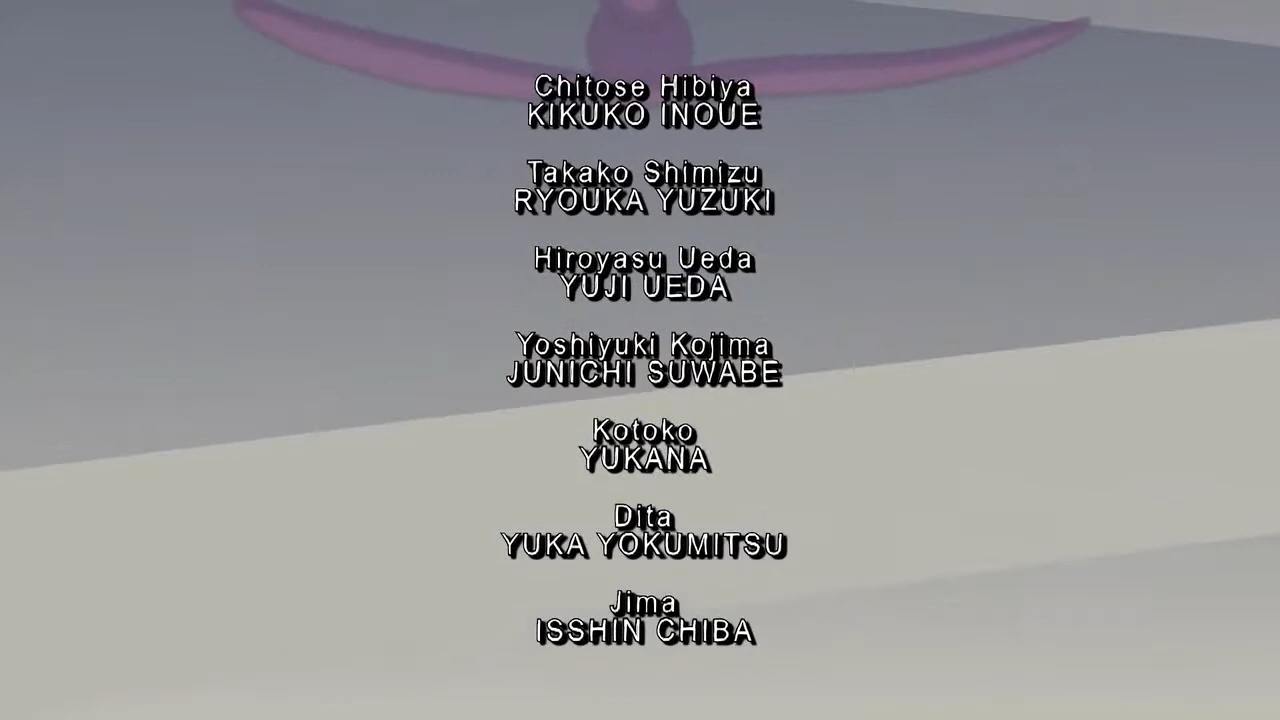 Chitose Hibiya
KIKUKO INOUE
Takako Shimizu
RYOUKA YUZUKI
Hiroyasu Ueda
YUJI UEDA
Yoshiyuki Kojima
JUNICHI SUWABE
Kotoko
YUKANA
Dita
YUKA YOKUMITSU
Jima
ISSHIN CHIBA